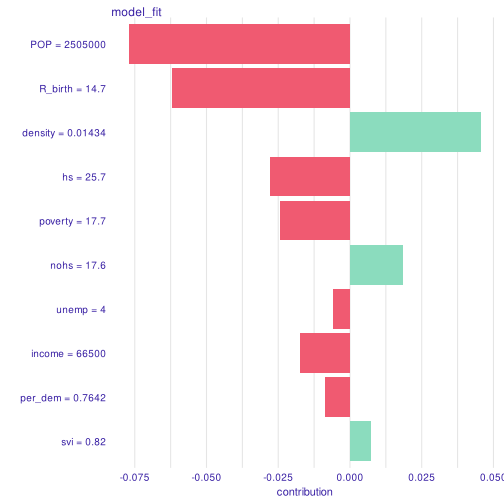 model_fit
POP = 2505000
R_birth = 14.7
density = 0.01434
hs = 25.7
poverty = 17.7
nohs = 17.6
unemp = 4
income = 66500
per_dem = 0.7642
svi = 0.82
-0.075 -0.050 -0.025 0.000 0.025 0.050
contribution